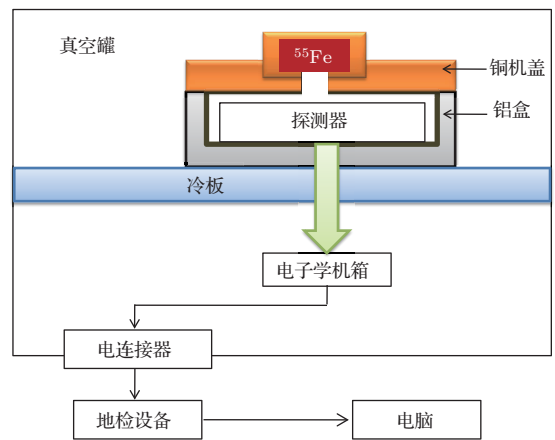 真空罐
⁵⁵Fe
铜机盖
铝盒
探测器
冷板
电子学机箱
电连接器
地检设备
电脑